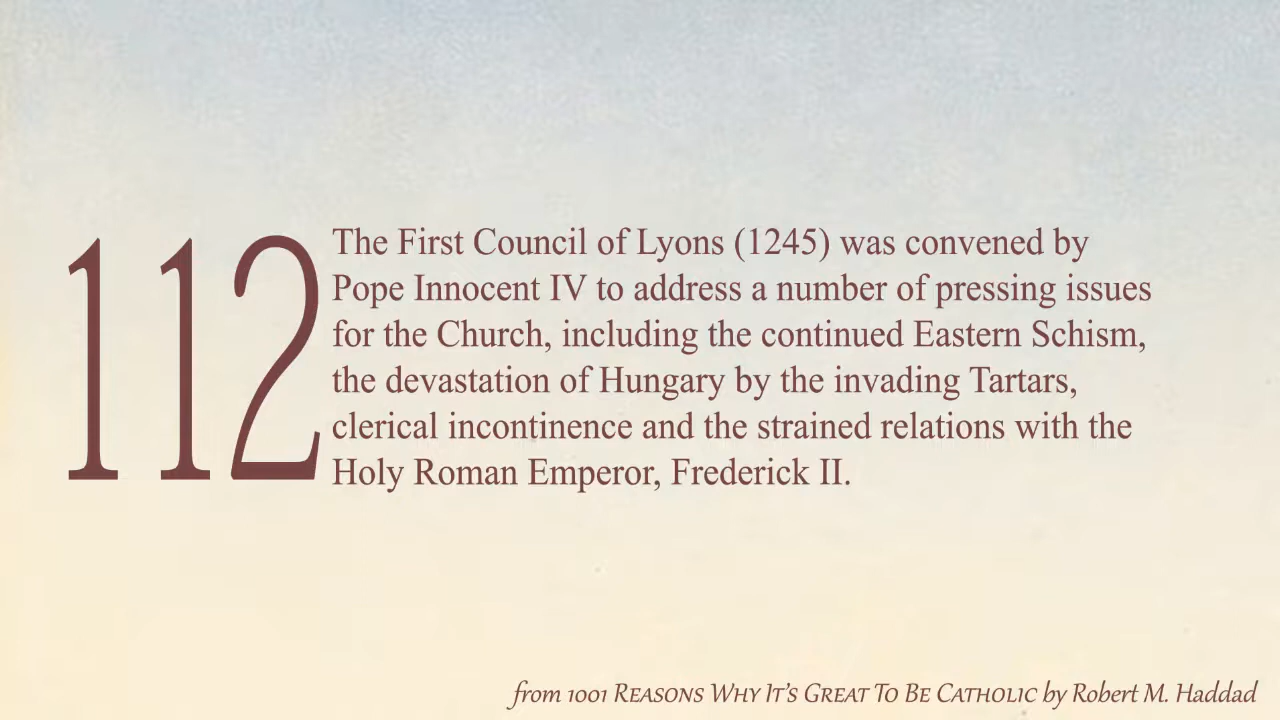 112
The First Council of Lyons (1245) was convened by
Pope Innocent IV to address a number of pressing issues
for the Church, including the continued Eastern Schism,
the devastation of Hungary by the invading Tartars,
clerical incontinence and the strained relations with the
Holy Roman Emperor, Frederick II.
from 1001 Reasons Why It's Great To Be Catholic by Robert M. Haddad